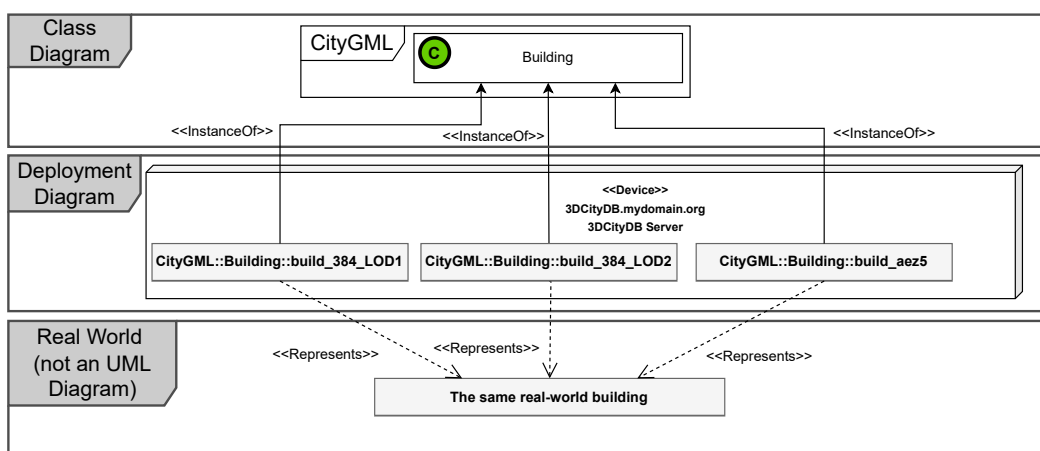 Class
Diagram
CityGML
C
Building
<<InstanceOf>>
<<InstanceOf>>
<<InstanceOf>>
Deployment
Diagram
<<Device>>
3DCityDB.mydomain.org
3DCityDB Server
CityGML::Building::build_384_LOD1
CityGML::Building::build_384_LOD2
CityGML::Building::build_aez5
Real World
(not an UML
Diagram)
<<Represents>>
<<Represents>>
<<Represents>>
The same real-world building